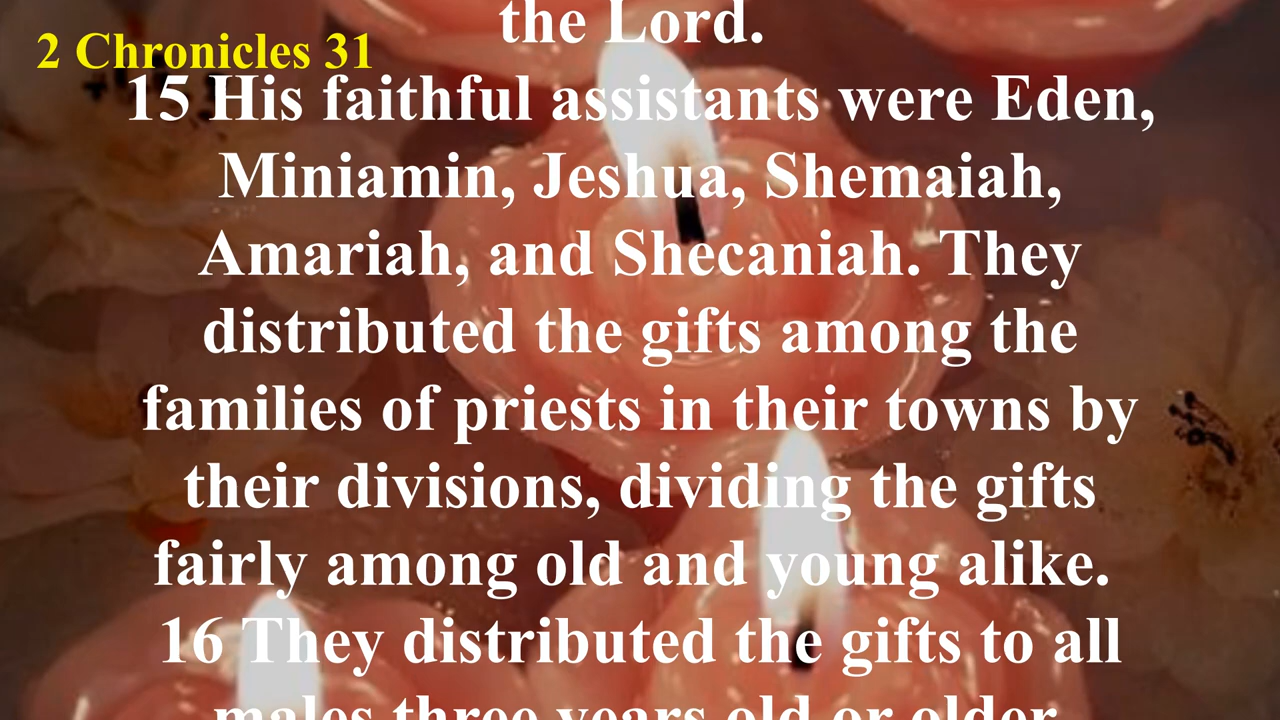 the Lord.
2 Chronicles 31
15 His faithful assistants were Eden,
Miniamin, Jeshua, Shemaiah,
Amariah, and Shecaniah. They
distributed the gifts among the
families of priests in their towns by
their divisions, dividing the gifts
fairly among old and young alike.
16 They distributed the gifts to all
males three years old or older